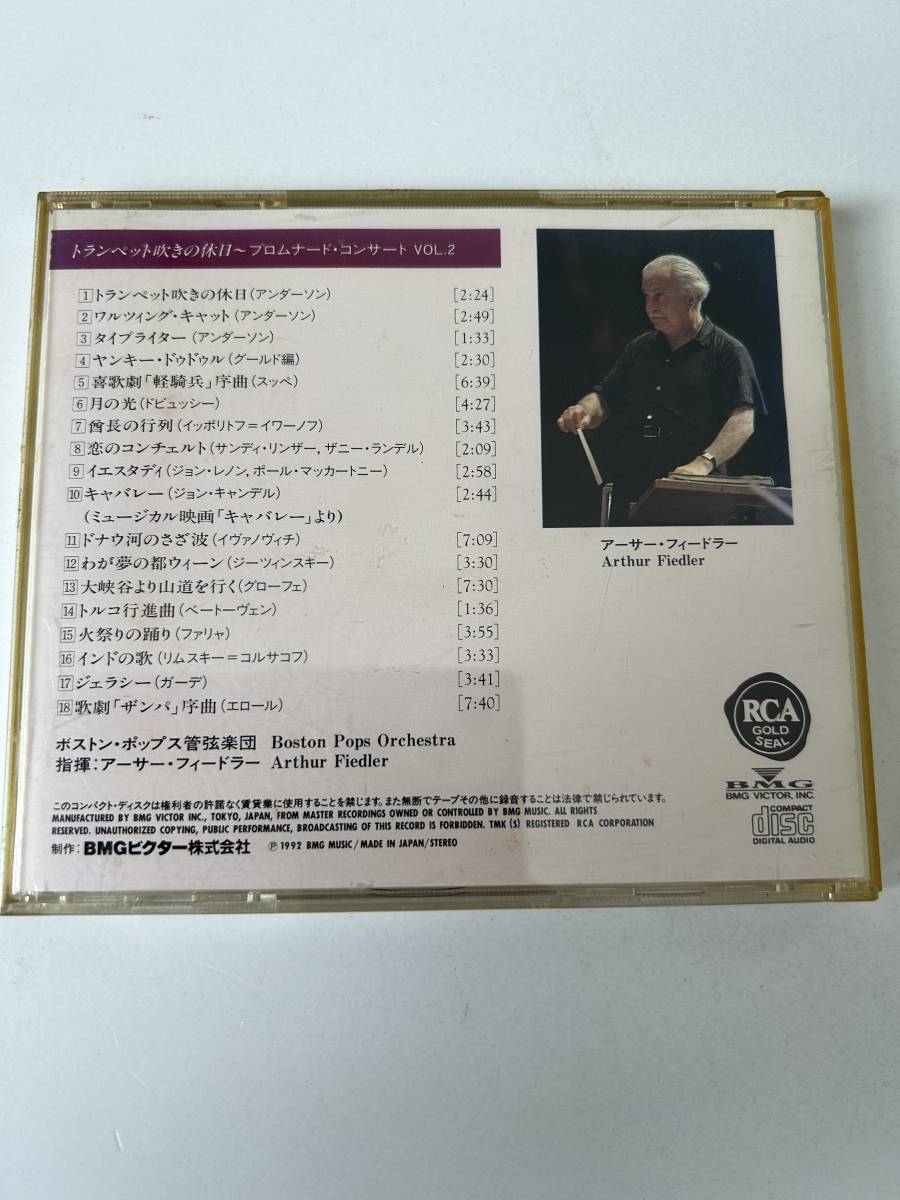 トランペット吹きの休日〜プロムナード・コンサート VOL.2
1 トランペット吹きの休日(アンダーソン) [2:24]
2 ワルツィング・キャット(アンダーソン) [2:49]
3 タイプライター(アンダーソン) [1:33]
4 ヤンキー・ドゥドゥル(グールド編) [2:30]
5 喜歌劇「軽騎兵」序曲(スッペ) [6:39]
6 月の光(ドビュッシー) [4:27]
7 酋長の行列(イッポリトフ=イワーノフ) [3:43]
8 恋のコンチェルト(サンディ・リンザー, ザニー・ランデル) [2:09]
9 イエスタデイ(ジョン・レノン, ポール・マッカートニー) [2:58]
10 キャバレー(ジョン・キャンデル) [2:44]
(ミュージカル映画「キャバレー」より)
11 ドナウ河のさざ波(イヴァノヴィチ) [7:09]
12 わが夢の都ウィーン(ジーツィンスキー) [3:30]
13 大峡谷より山道を行く(グローフェ) [7:30]
14 トルコ行進曲(ベートーヴェン) [1:36]
15 火祭りの踊り(ファリャ) [3:55]
16 インドの歌(リムスキー=コルサコフ) [3:33]
17 ジェラシー(ガーデ) [3:41]
18 歌劇「ザンパ」序曲(エロール) [7:40]
ボストン・ポップス管弦楽団 Boston Pops Orchestra
指揮:アーサー・フィードラー Arthur Fiedler
アーサー・フィードラー
Arthur Fiedler
RCA
GOLD
SEAL
BMG
BMG VICTOR, INC.
COMPACT
disc
DIGITAL AUDIO
このコンパクト・ディスクは権利者の許諾なく賃貸業に使用することを禁じます。また無断でテープその他に録音することは法律で禁じられています。
MANUFACTURED BY BMG VICTOR INC., TOKYO, JAPAN, FROM MASTER RECORDINGS OWNED OR CONTROLLED BY BMG MUSIC. ALL RIGHTS
RESERVED. UNAUTHORIZED COPYING, PUBLIC PERFORMANCE, BROADCASTING OF THIS RECORD IS FORBIDDEN. TMK (S) REGISTERED RCA CORPORATION
制作:BMGビクター株式会社 ℗ 1992 BMG MUSIC/MADE IN JAPAN/STEREO